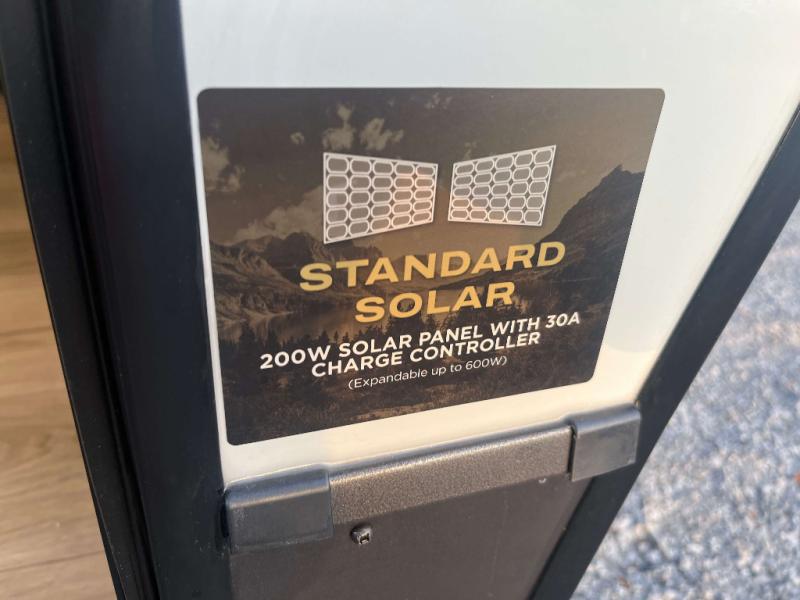 STANDARD
SOLAR
200W SOLAR PANEL WITH 30A
CHARGE CONTROLLER
(Expandable up to 600W)